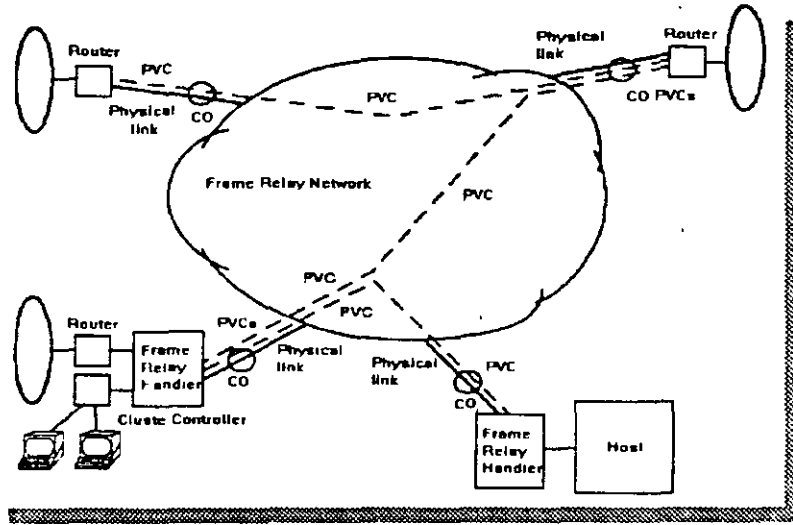 Router
PVC
CO
Physical
link
PVC
Physical
link
Router
CO PVCs
Frame Relay Network
PVC
PVC
PVC
PVCs
Physical
link
CO
Router
Frame
Relay
Handler
Cluste Controller
Physical
link
PVC
CO
Frame
Relay
Handler
Host